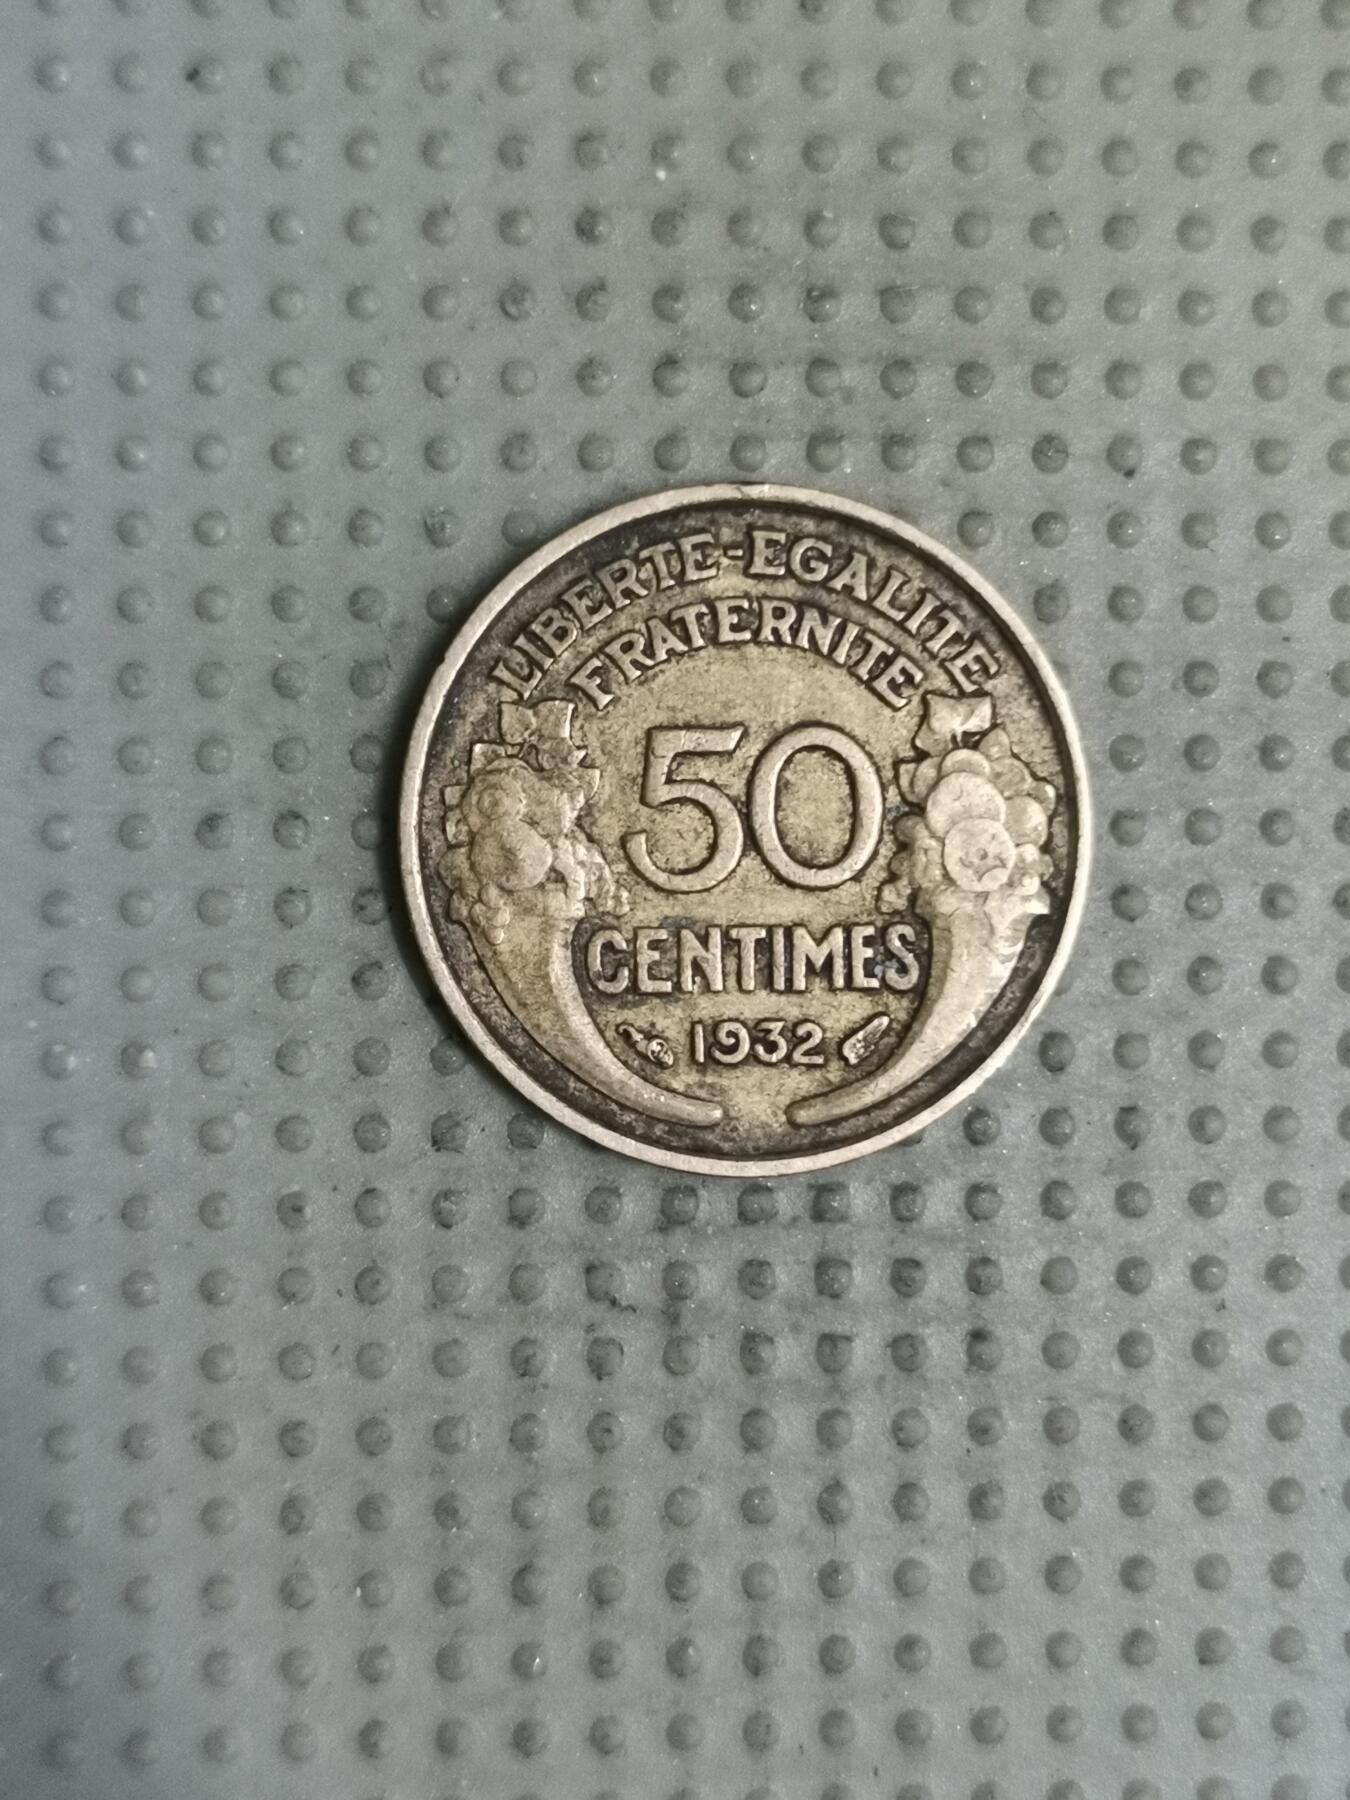 LIBERTE-EGALITE
FRATERNITE
50
CENTIMES
1932